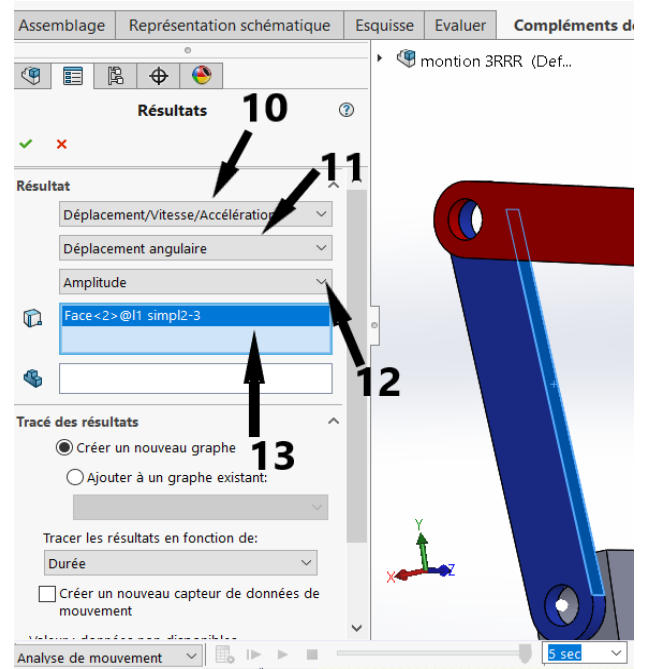 Assemblage Représentation schématique Esquisse Evaluer Compléments de
montion 3RRR (Def...
Résultats 10
11
Résultat
Déplacement/Vitesse/Accélération
Déplacement angulaire
Amplitude
Face<2>@l1 simpl2-3
12
Tracé des résultats
Créer un nouveau graphe
13
Ajouter à un graphe existant:
Tracer les résultats en fonction de:
Durée
Créer un nouveau capteur de données de
mouvement
Y
X Z
Analyse de mouvement 5 sec